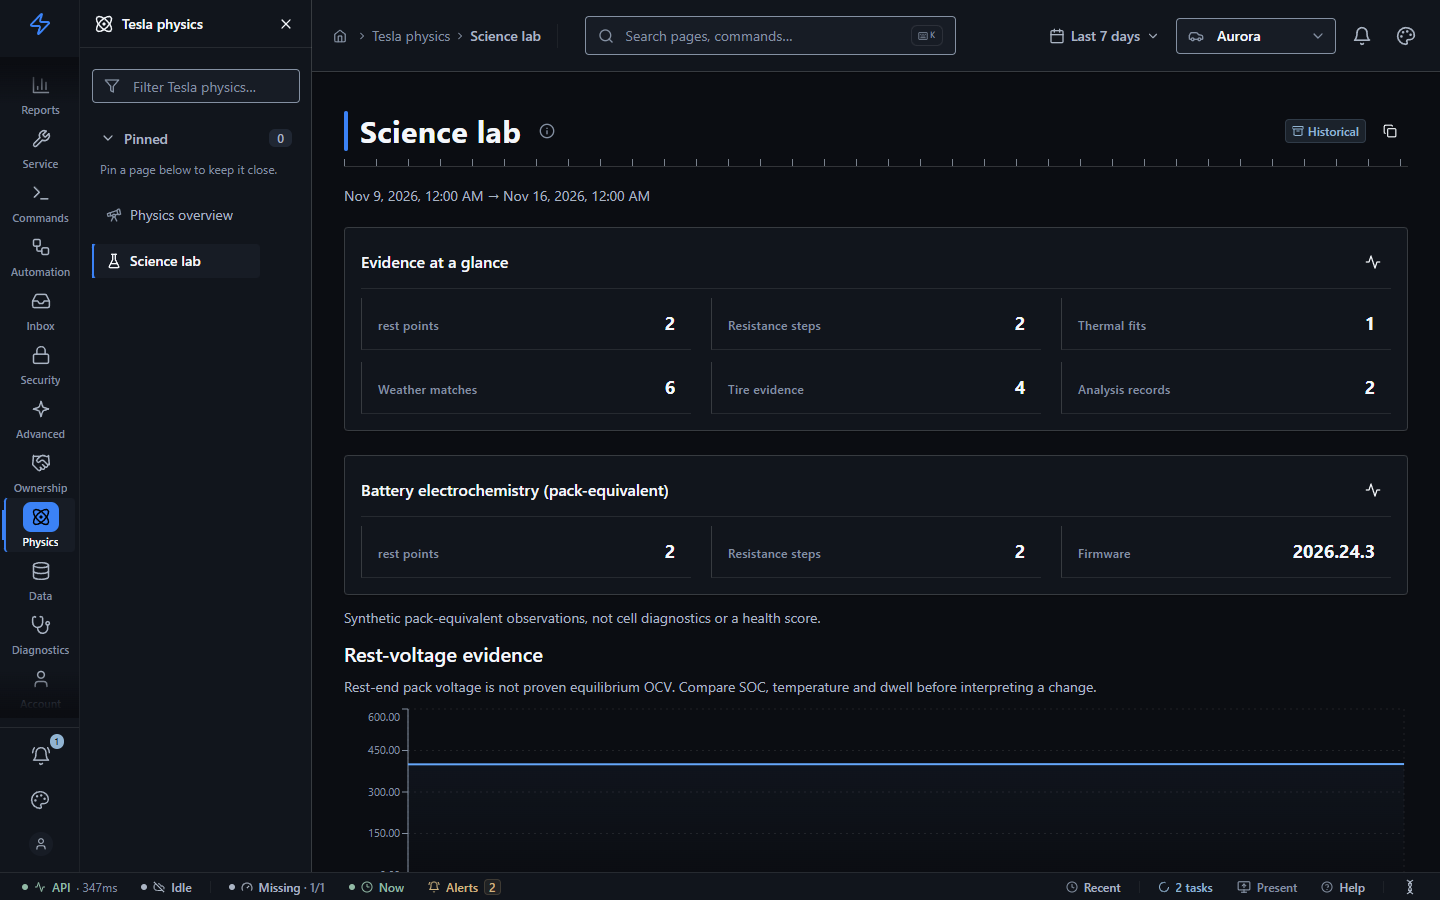 Tesla physics
Tesla physics
Science lab
Search pages, commands...
K
Last 7 days
Aurora
Reports
Service
Commands
Automation
Inbox
Security
Advanced
Ownership
Physics
Data
Diagnostics
Account
1
Filter Tesla physics...
Pinned
0
Pin a page below to keep it close.
Physics overview
Science lab
Science lab
Historical
Nov 9, 2026, 12:00 AM → Nov 16, 2026, 12:00 AM
Evidence at a glance
rest points 2
Resistance steps 2
Thermal fits 1
Weather matches 6
Tire evidence 4
Analysis records 2
Battery electrochemistry (pack-equivalent)
rest points 2
Resistance steps 2
Firmware 2026.24.3
Synthetic pack-equivalent observations, not cell diagnostics or a health score.
Rest-voltage evidence
Rest-end pack voltage is not proven equilibrium OCV. Compare SOC, temperature and dwell before interpreting a change.
600.00
450.00
300.00
150.00
API · 347ms
Idle
Missing · 1/1
Now
Alerts 2
Recent
2 tasks
Present
Help